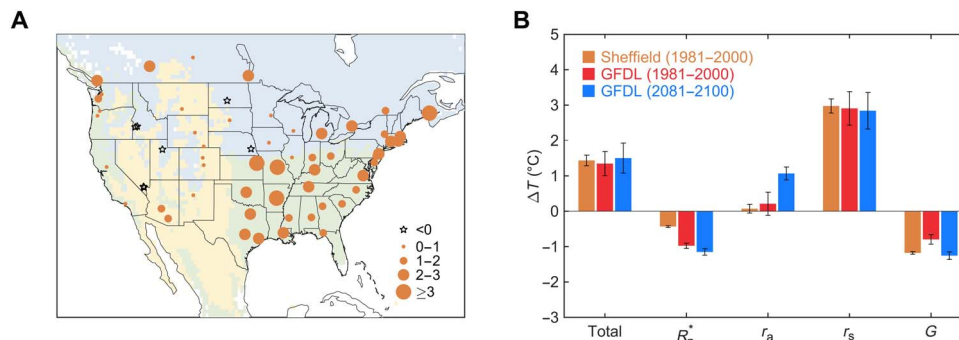 A
<0
0–1
1–2
2–3
≥3
B
ΔT (°C)
5
4
3
2
1
0
−1
−2
−3
Sheffield (1981–2000)
GFDL (1981–2000)
GFDL (2081–2100)
Total
rₐ
rₛ
G